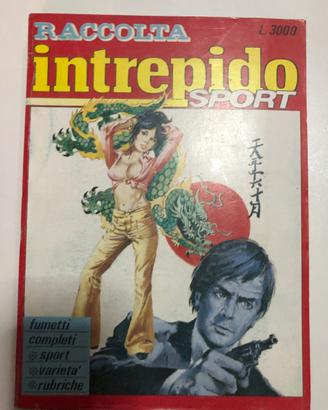 RACCOLTA
L. 3000
intrepido
SPORT
fumetti
completi
※ sport
※ varieta'
※ rubriche